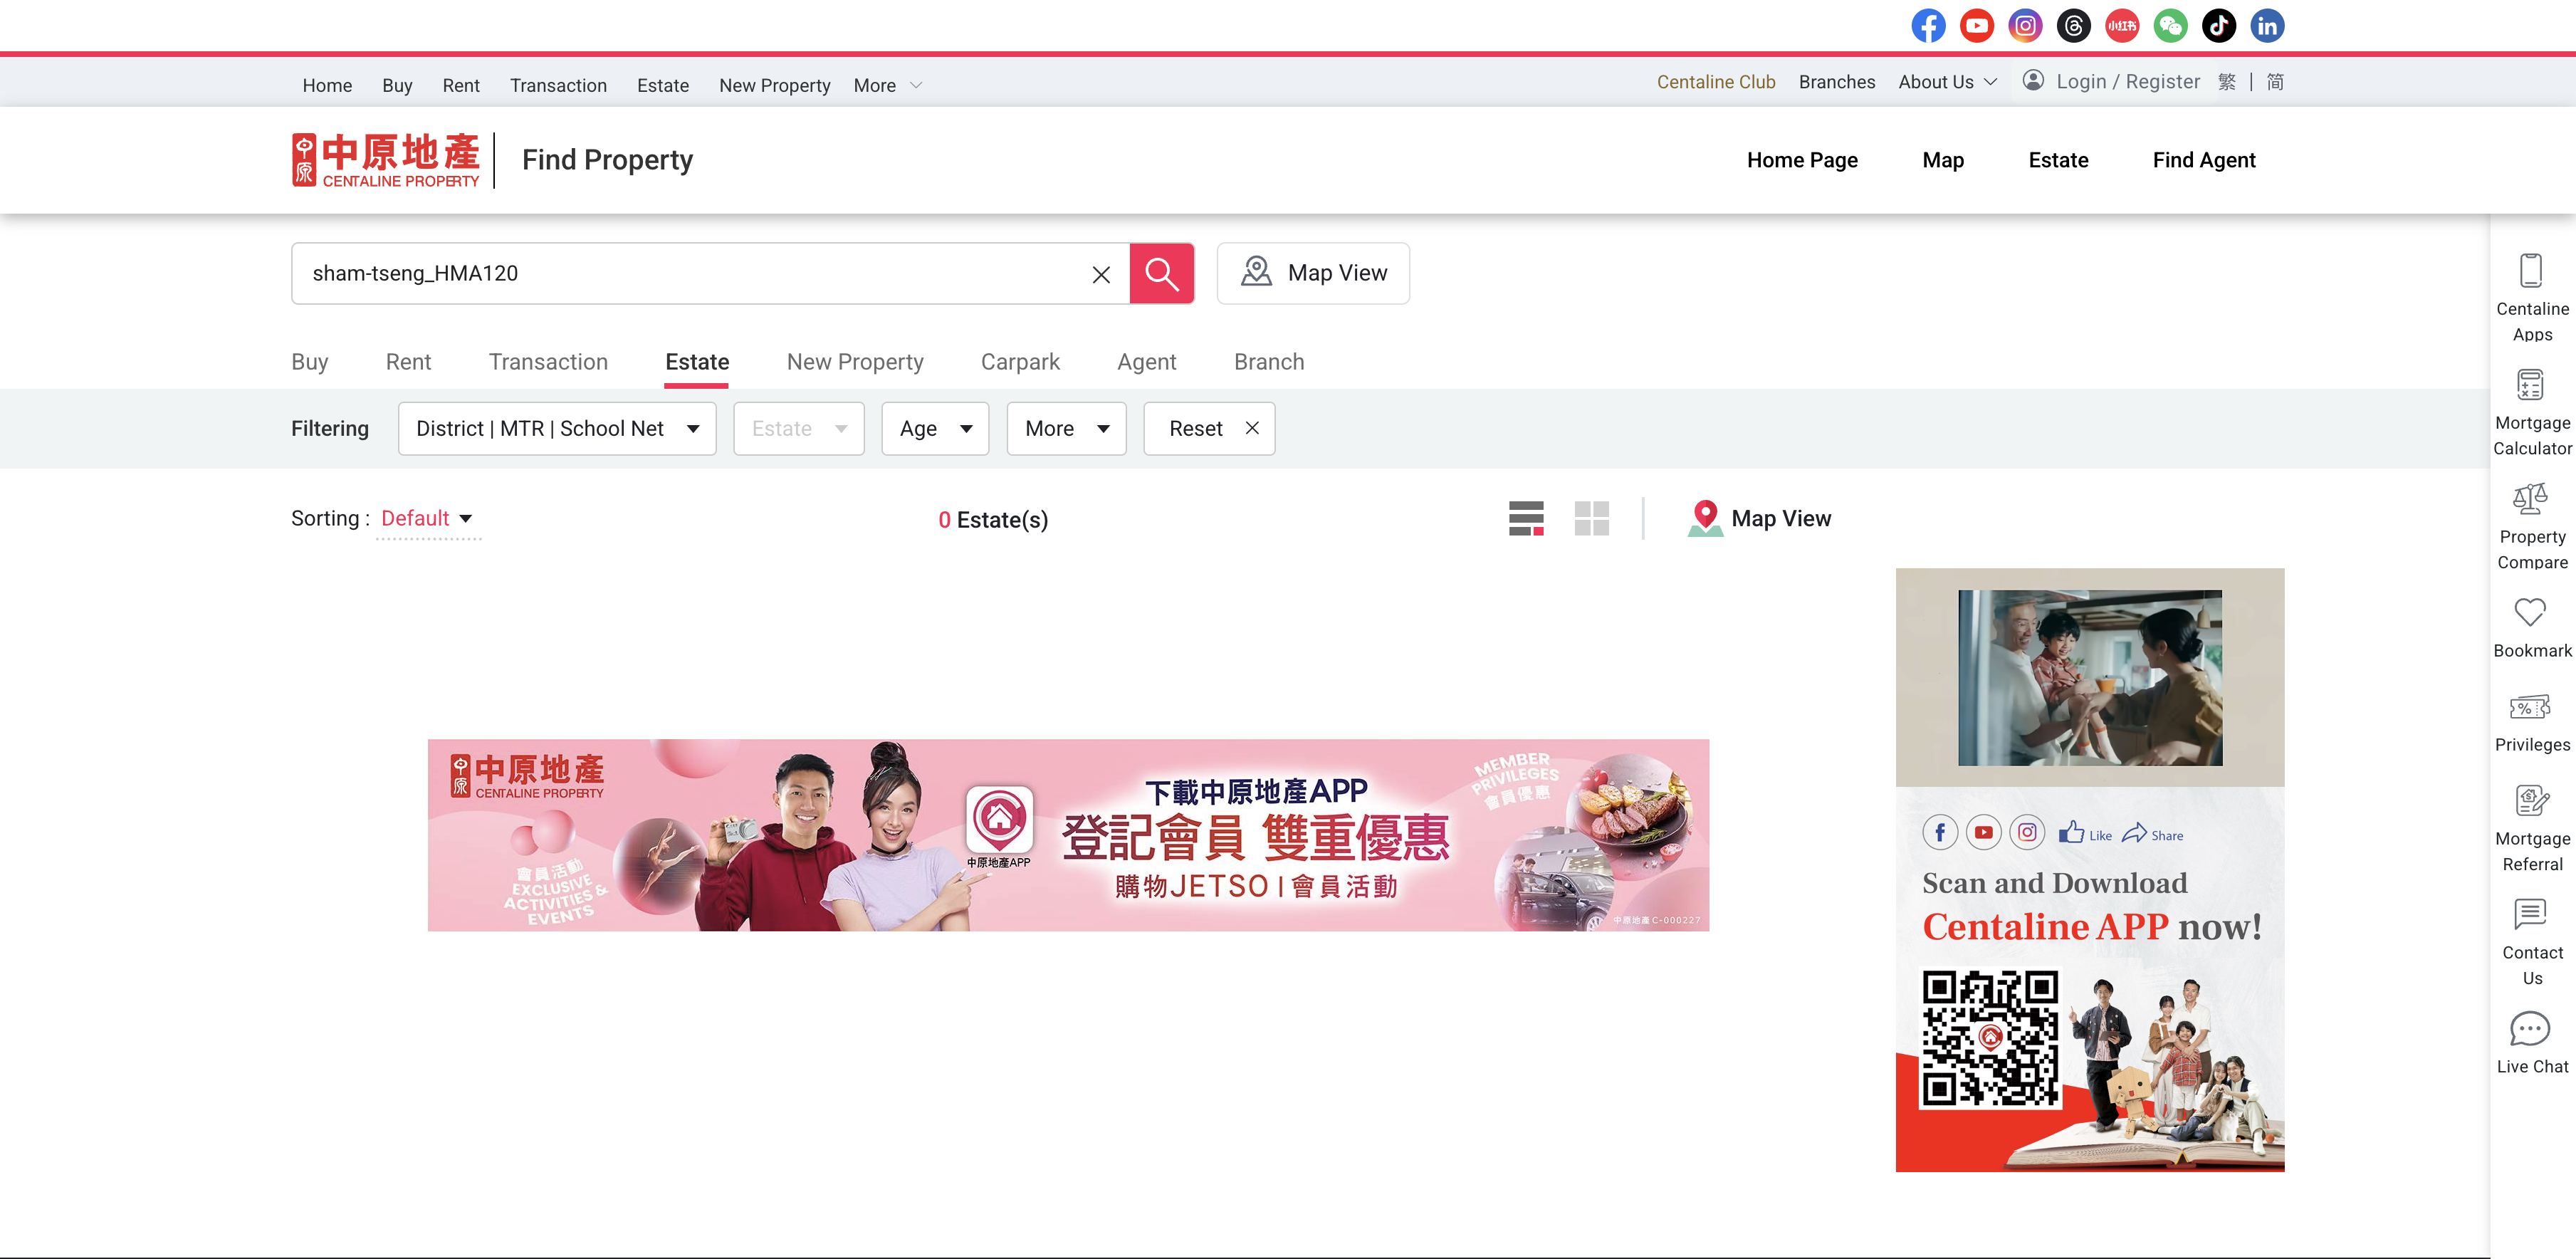 小红书
Home Buy Rent Transaction Estate New Property More
Centaline Club Branches About Us Login / Register 繁 | 简
中原 中原地產
CENTALINE PROPERTY
Find Property
Home Page Map Estate Find Agent
sham-tseng_HMA120
Map View
Buy Rent Transaction Estate New Property Carpark Agent Branch
Filtering District | MTR | School Net Estate Age More Reset
Sorting : Default
0 Estate(s)
Map View
中原 中原地產
CENTALINE PROPERTY
會員活動
EXCLUSIVE
ACTIVITIES &
EVENTS
中原地產APP
下載中原地產APP
登記會員 雙重優惠
購物JETSO | 會員活動
MEMBER
PRIVILEGES
會員優惠
中原地產 C-000227
Like Share
Scan and Download
Centaline APP now!
Centaline
Apps
Mortgage
Calculator
Property
Compare
Bookmark
Privileges
Mortgage
Referral
Contact
Us
Live Chat